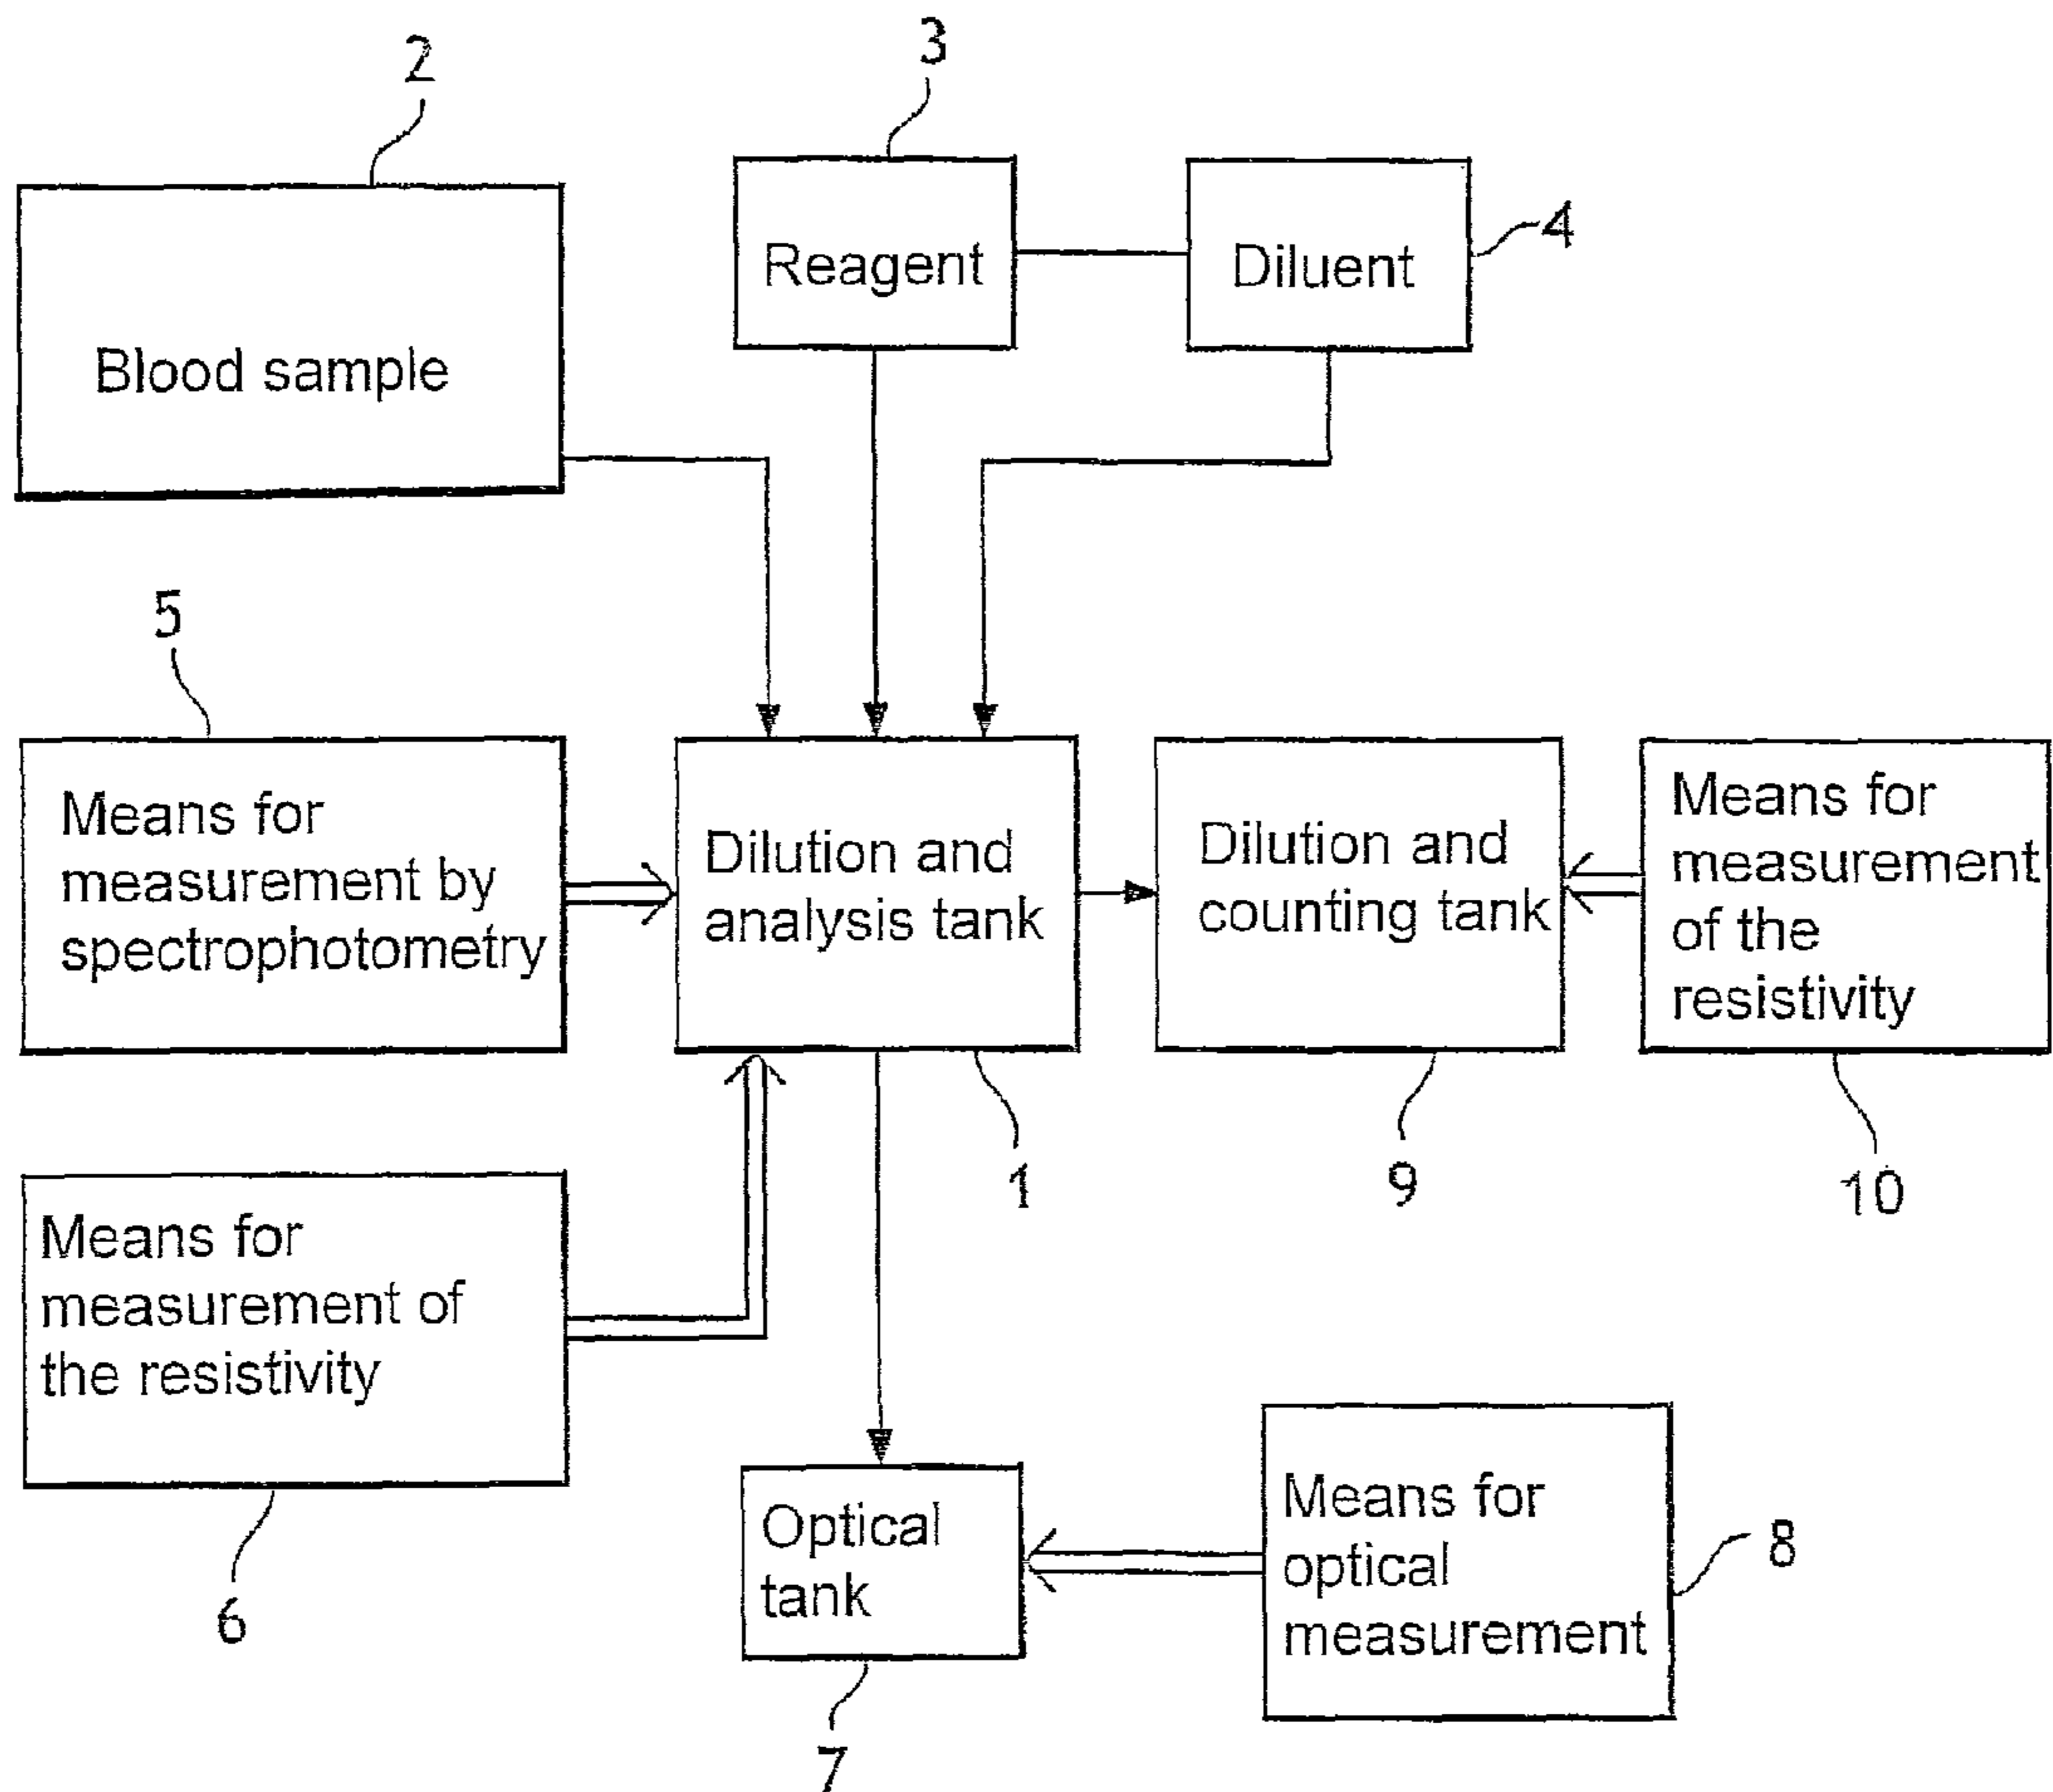 2
3
Blood sample
Reagent
Diluent
4
5
Means for
measurement by
spectrophotometry
Dilution and
analysis tank
Dilution and
counting tank
Means for
measurement
of the
resistivity
1
9
10
Means for
measurement of
the resistivity
6
Optical
tank
7
Means for
optical
measurement
8